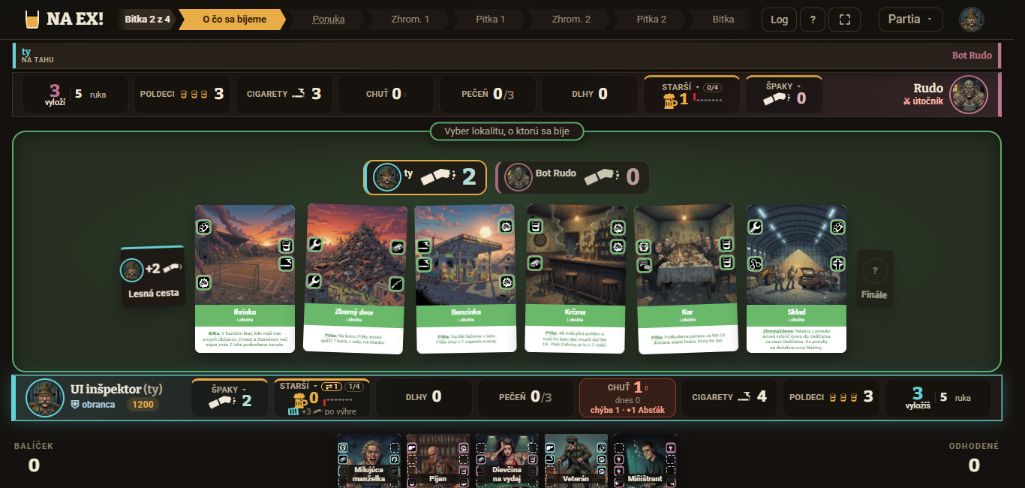 NA EX!
Bitka 2 z 4
O čo sa bijeme
Ponuka
Zhrom. 1
Pitka 1
Zhrom. 2
Pitka 2
Bitka
Log
?
Partia
ty
NA ŤAHU
Bot Rudo
3 vyloží
5 ruka
POLDECI 3
CIGARETY 3
CHUŤ 0
PEČEŇ 0/3
DLHY 0
STARŠÍ 0/4
1
ŠPAKY
0
Rudo
útočník
Vyber lokalitu, o ktorú sa bije
ty 2
Bot Rudo 0
+2
Lesná cesta
Ihrisko
Lokalita
Zberný dvor
Lokalita
Benzínka
Lokalita
Krčma
Lokalita
Kar
Lokalita
Sklad
Lokalita
?
Finále
UI inšpektor (ty)
obranca 1200
ŠPAKY
2
STARŠÍ 1 1/4
0
+3 po výhre
DLHY 0
PEČEŇ 0/3
CHUŤ 1 0
dnes 0
chýba 1 · +1 Absťák
CIGARETY 4
POLDECI 3
3 vyložíš
5 ruka
BALÍČEK
0
Milujúca manželka
Pijan
Dievčina na vydaj
Veterán
Miništrant
ODHODENÉ
0